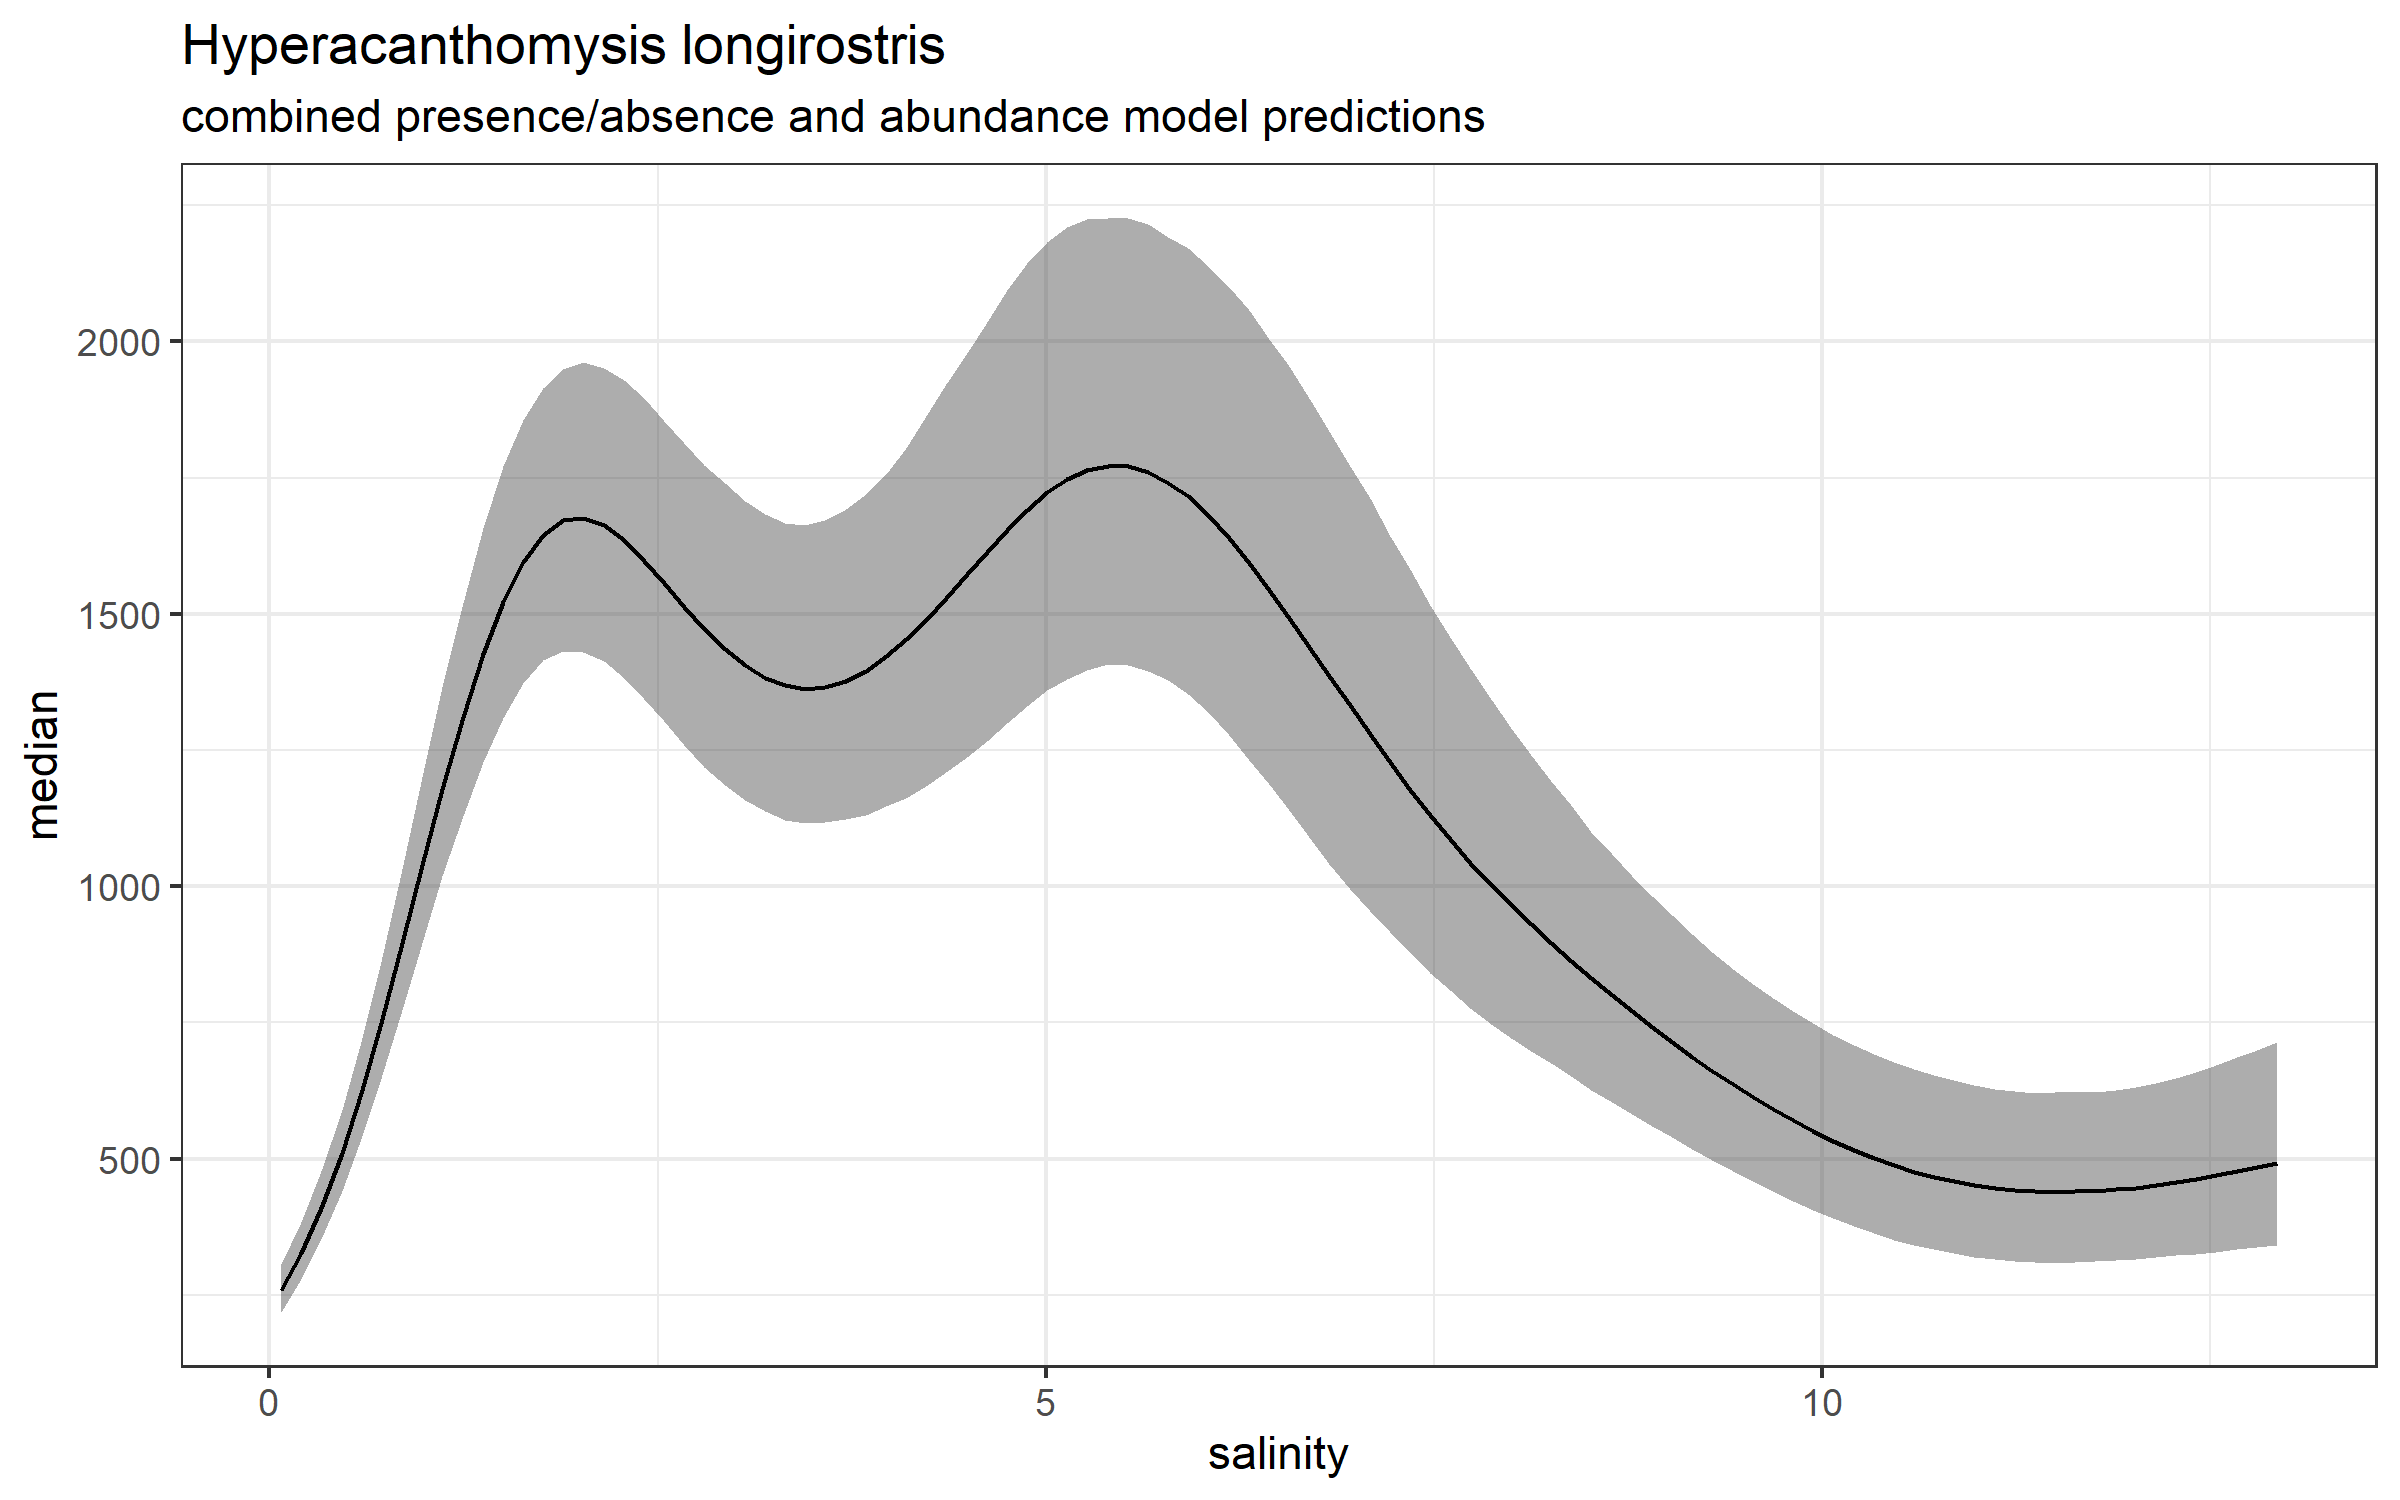 Hyperacanthomysis longirostris
combined presence/absence and abundance model predictions
median
2000
1500
1000
500
0 5 10
salinity